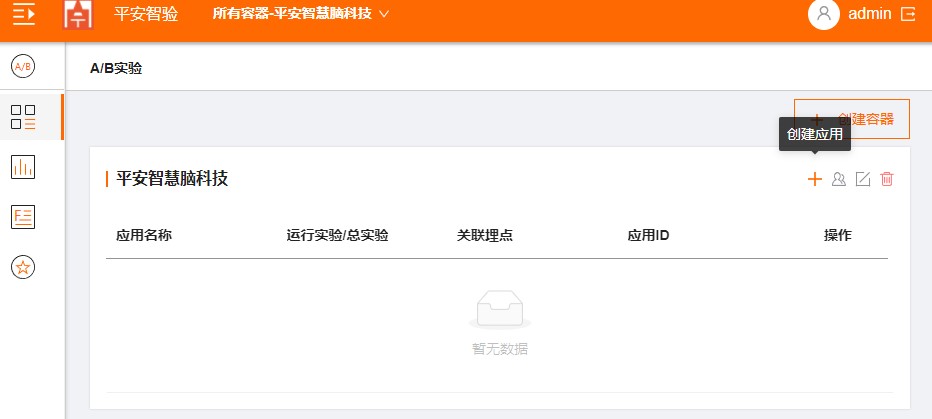 平安智验 所有容器-平安智慧脑科技 admin
A/B A/B实验
创建容器
创建应用
平安智慧脑科技
应用名称 运行实验/总实验 关联埋点 应用ID 操作
F
暂无数据